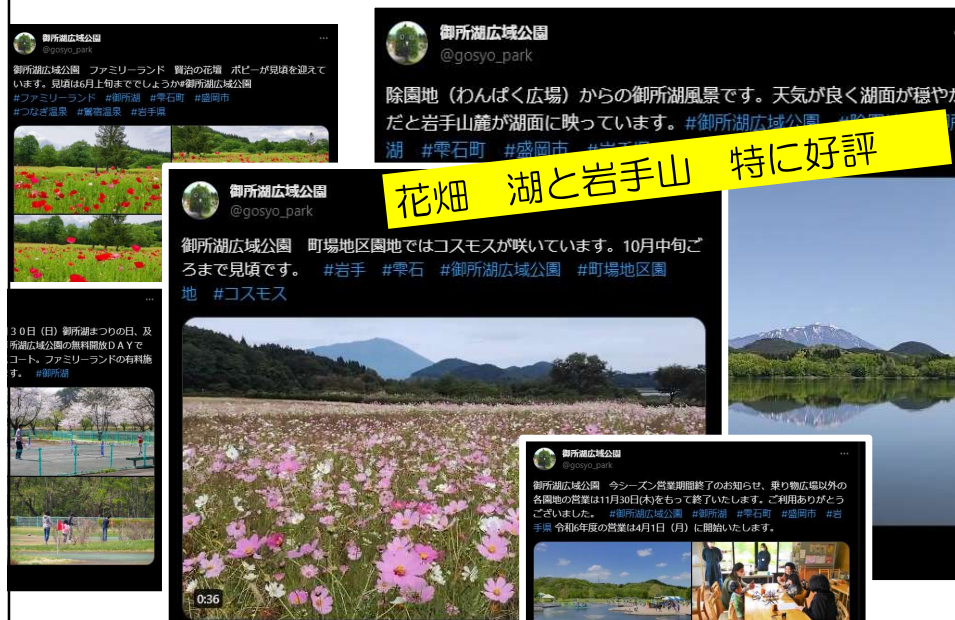 御所湖広域公園
@gosyo_park
御所湖広域公園　ファミリーランド　賢治の花壇　ポピーが見頃を迎えて
います。見頃は6月上旬まででしょうか#御所湖広域公園
#ファミリーランド　#御所湖　#雫石町　#盛岡市
#つなぎ温泉　#鶯宿温泉　#岩手県
御所湖広域公園
@gosyo_park
除園地（わんぱく広場）からの御所湖風景です。天気が良く湖面が穏やか
だと岩手山麓が湖面に映っています。#御所湖広域公園
湖　#雫石町　#盛岡市
花畑　湖と岩手山　特に好評
御所湖広域公園
@gosyo_park
御所湖広域公園　町場地区園地ではコスモスが咲いています。10月中旬ご
ろまで見頃です。　#岩手　#雫石　#御所湖広域公園　#町場地区園
地　#コスモス
0:36
３０日（日）御所湖まつりの日、及
所湖広域公園の無料開放ＤＡＹで
コート。ファミリーランドの有料施
す。　#御所湖
御所湖広域公園
@gosyo_park
御所湖広域公園　今シーズン営業期間終了のお知らせ、乗り物広場以外の
各園地の営業は11月30日(木)をもって終了いたします。ご利用ありがとう
ございました。　#御所湖広域公園　#御所湖　#雫石町　#盛岡市　#岩
手県 令和6年度の営業は4月1日（月）に開始いたします。